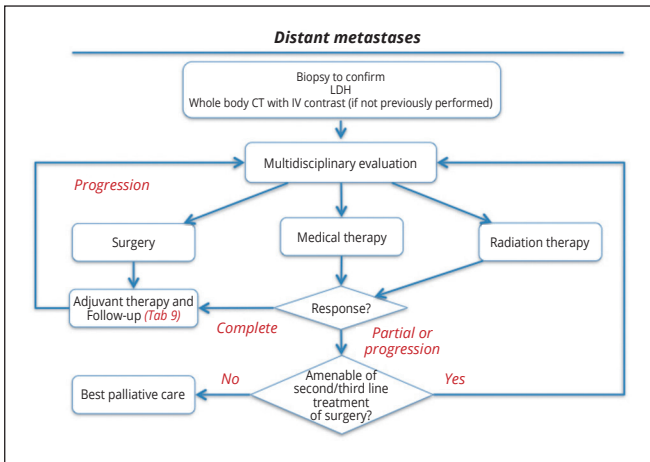 Distant metastases
Biopsy to confirm
LDH
Whole body CT with IV contrast (if not previously performed)
Multidisciplinary evaluation
Progression
Surgery
Medical therapy
Radiation therapy
Adjuvant therapy and
Follow-up (Tab 9)
Response?
Complete
Partial or
progression
No
Amenable of
second/third line
treatment
of surgery?
Yes
Best palliative care